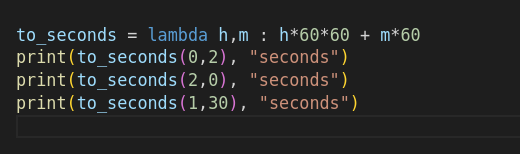 to_seconds = lambda h,m : h*60*60 + m*60
print(to_seconds(0,2), "seconds")
print(to_seconds(2,0), "seconds")
print(to_seconds(1,30), "seconds")